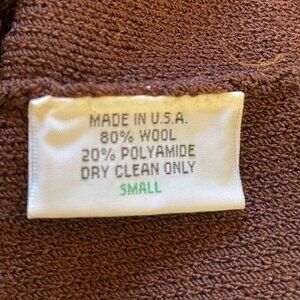 MADE IN U.S.A.
80% WOOL
20% POLYAMIDE
DRY CLEAN ONLY
SMALL